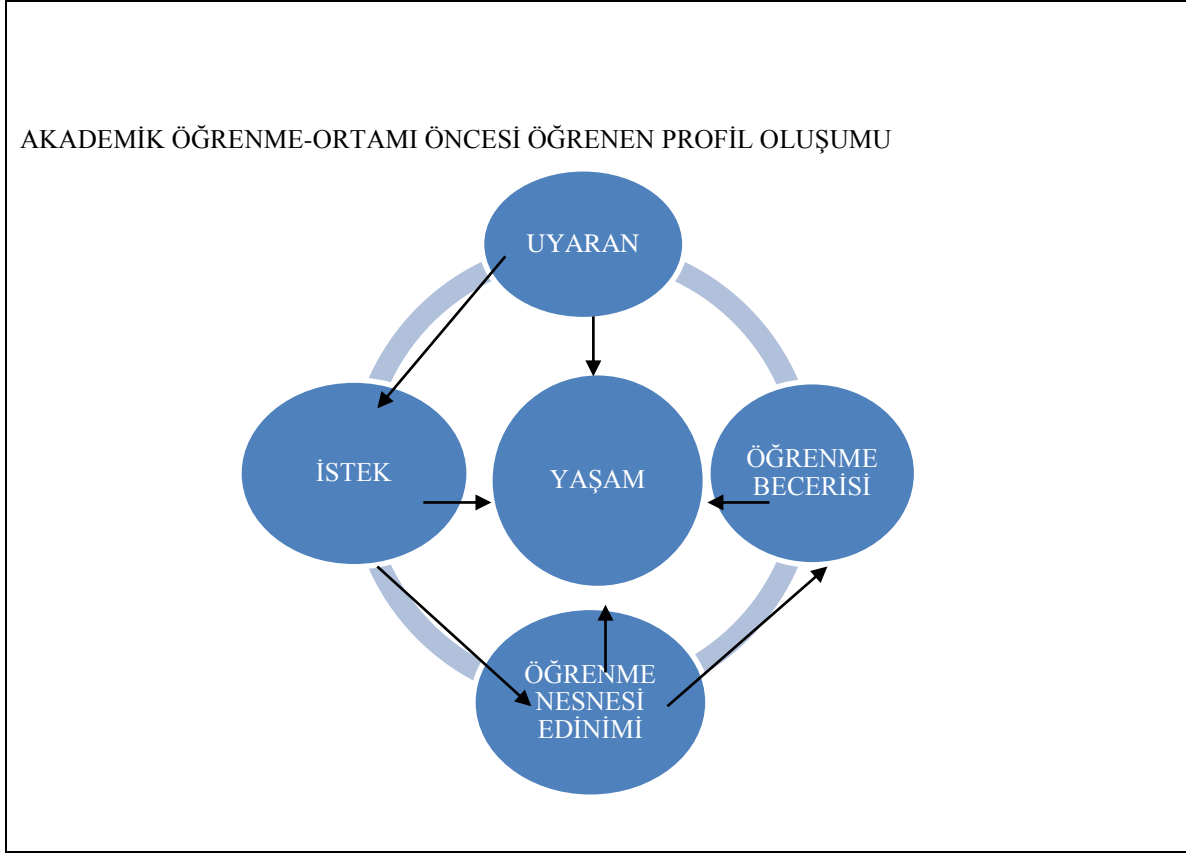 AKADEMİK ÖĞRENME-ORTAMI ÖNCESİ ÖĞRENEN PROFİL OLUŞUMU
UYARAN
İSTEK
YAŞAM
ÖĞRENME
BECERİSİ
ÖĞRENME
NESNESİ
EDİNİMİ